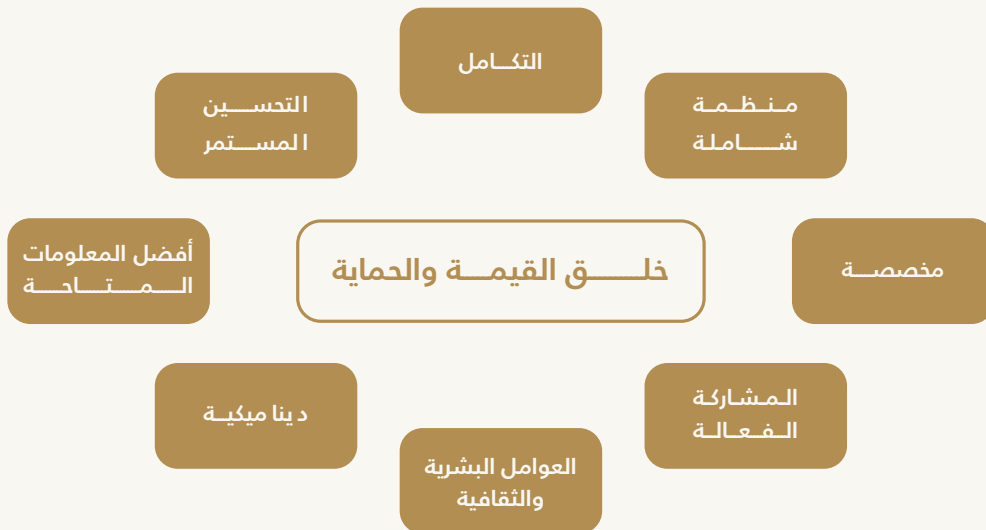 التكامل
منظمة
شاملة
التحسين
المستمر
مخصصة
خلق القيمة والحماية
أفضل المعلومات
المتاحة
المشاركة
الفعالة
ديناميكية
العوامل البشرية
والثقافية